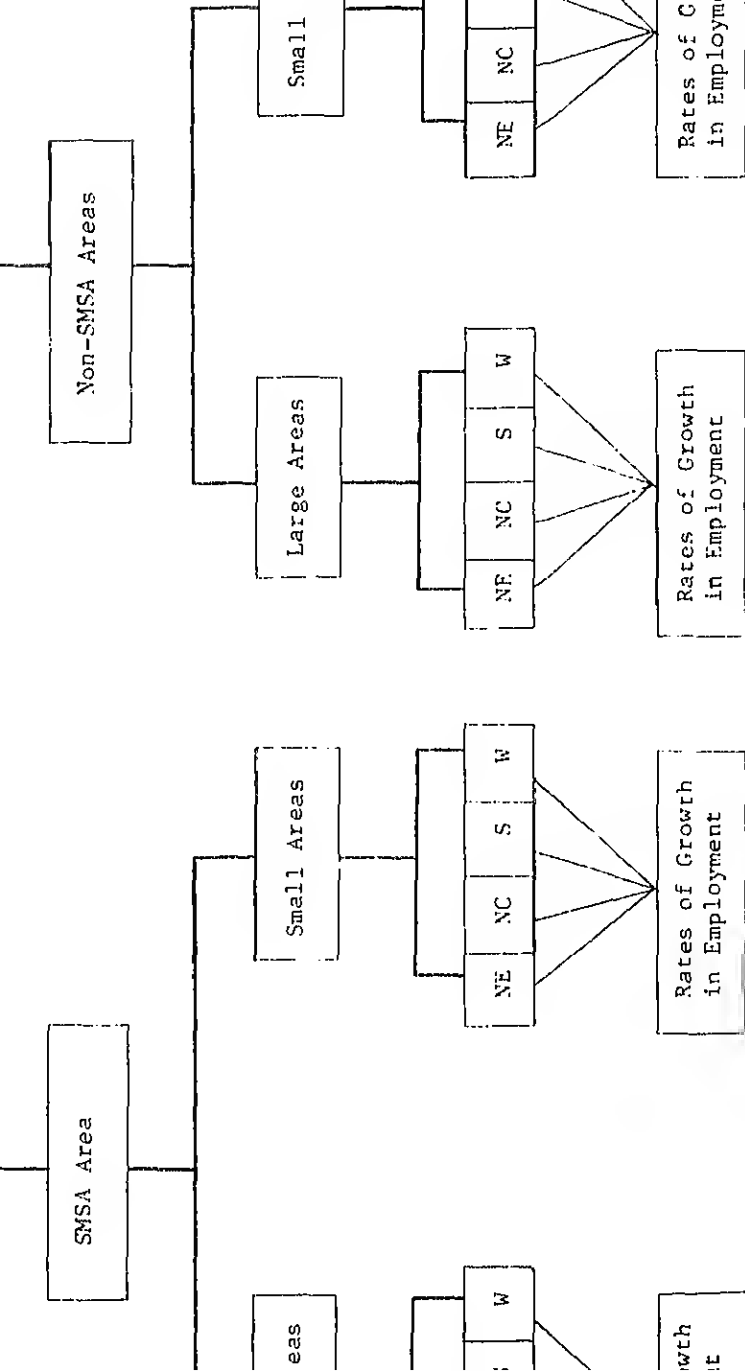 SMSA Area
Non-SMSA Areas
eas
Small Areas
Large Areas
Small
W
NE
NC
S
W
NE
NC
S
W
NE
NC
wth
Rates of Growth
in Employment
Rates of Growth
in Employment
Rates of G
in Employme